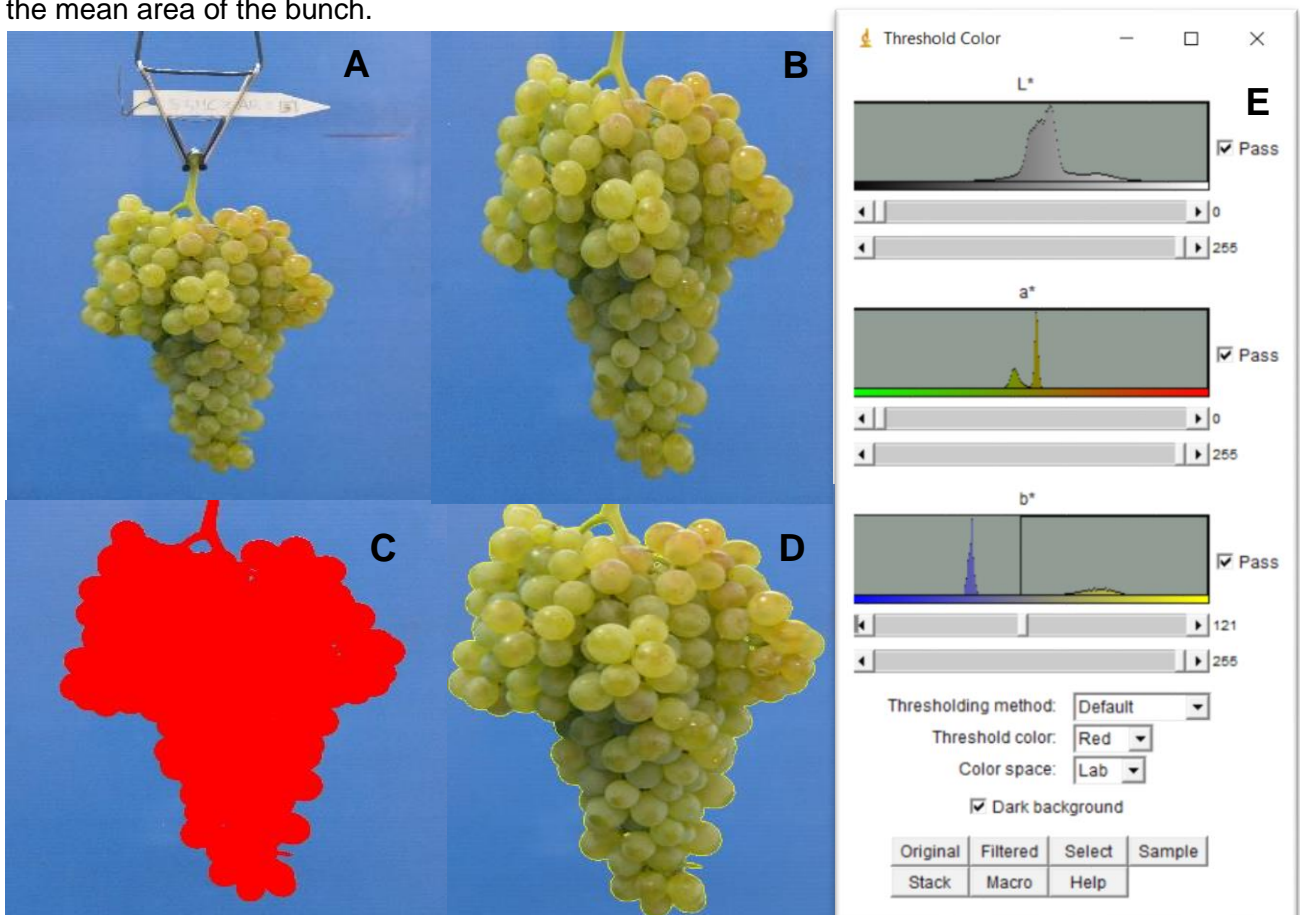 the mean area of the bunch.
A
B
C
D
E
Threshold Color
L*
Pass
0
255
a*
Pass
0
255
b*
Pass
121
255
Thresholding method: Default
Threshold color: Red
Color space: Lab
Dark background
Original Filtered Select Sample
Stack Macro Help